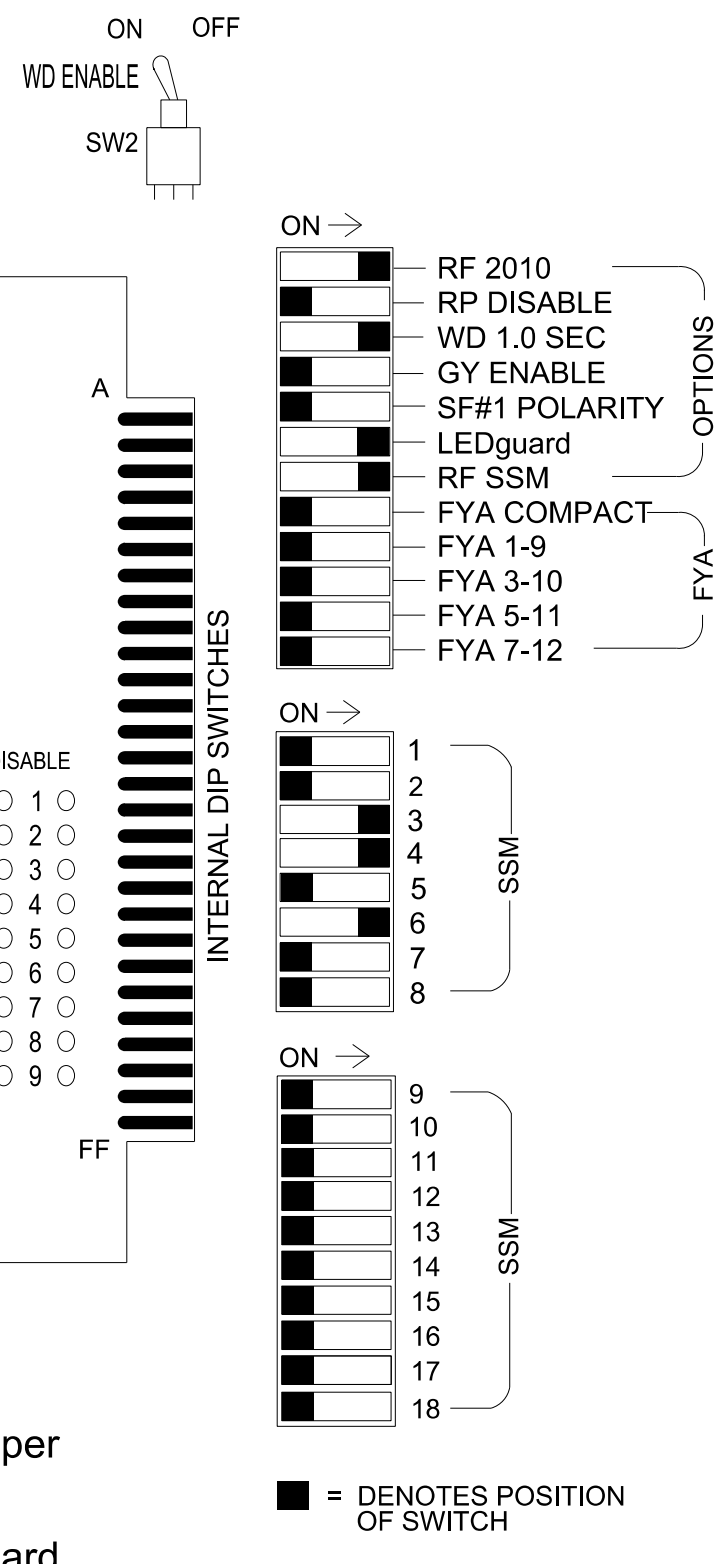 ON OFF
WD ENABLE
SW2
ON
RF 2010
RP DISABLE
WD 1.0 SEC
GY ENABLE
SF#1 POLARITY
LEDguard
RF SSM
OPTIONS
FYA COMPACT
FYA 1-9
FYA 3-10
FYA 5-11
FYA 7-12
FYA
A
FF
INTERNAL DIP SWITCHES
ISABLE
1
2
3
4
5
6
7
8
9
ON
1
2
3
4
5
6
7
8
SSM
ON
9
10
11
12
13
14
15
16
17
18
SSM
per
ard
= DENOTES POSITION
OF SWITCH